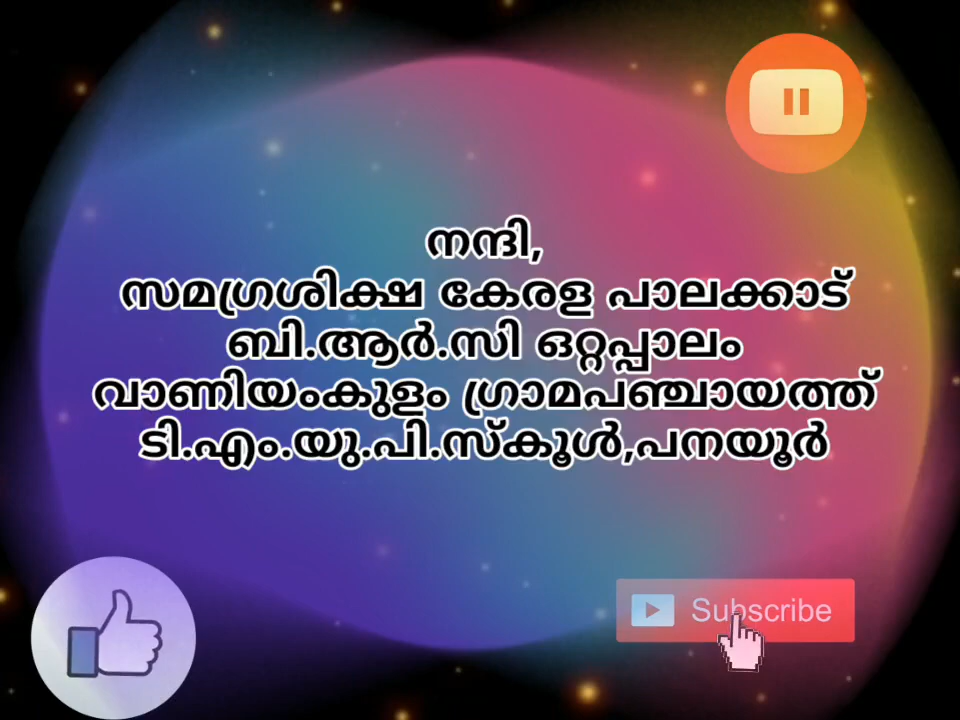 നന്ദി,
സമഗ്രശിക്ഷ കേരള പാലക്കാട്
ബി.ആർ.സി ഒറ്റപ്പാലം
വാണിയംകുളം ഗ്രാമപഞ്ചായത്ത്
ടി.എം.യു.പി.സ്കൂൾ,പനയൂർ
Subscribe